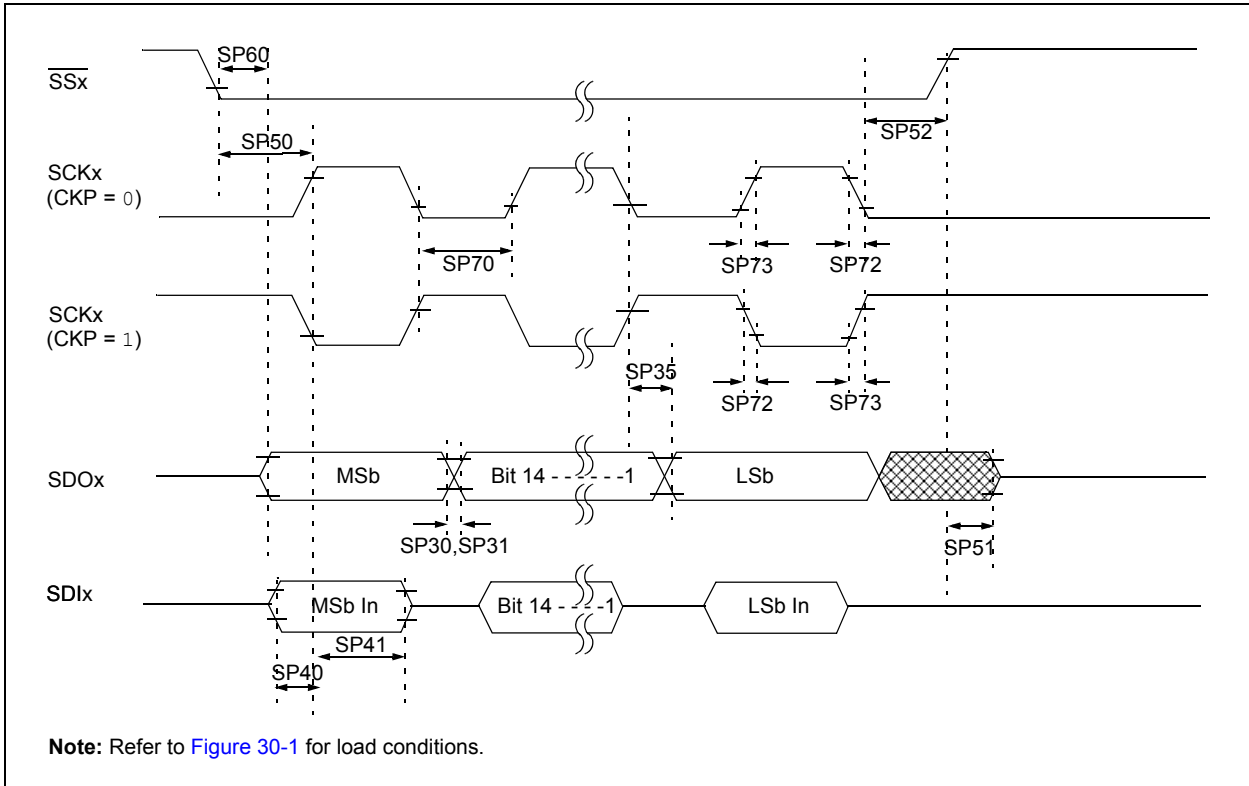 SP60
SSx
SP50
SP52
SCKx
(CKP = 0)
SP70
SP73
SP72
SCKx
(CKP = 1)
SP35
SP72
SP73
SDOx
MSb
Bit 14 - - - - - -1
LSb
SP30,SP31
SP51
SDIx
MSb In
Bit 14 - - - -1
LSb In
SP41
SP40
Note: Refer to Figure 30-1 for load conditions.